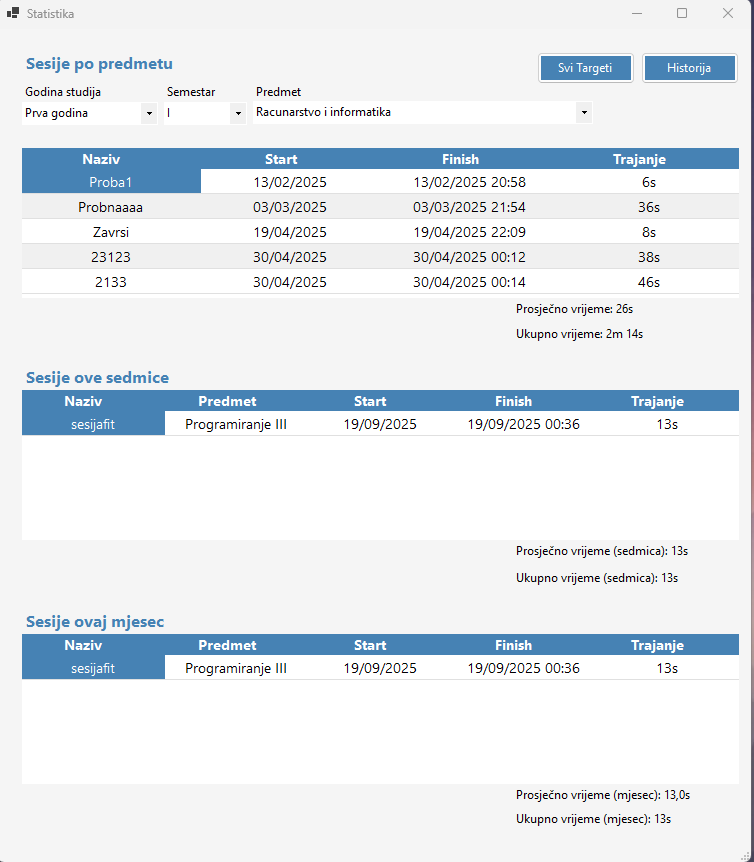 Statistika
Sesije po predmetu
Svi Targeti Historija
Godina studija Semestar Predmet
Prva godina I Racunarstvo i informatika
Naziv Start Finish Trajanje
Proba1 13/02/2025 13/02/2025 20:58 6s
Probnaaaa 03/03/2025 03/03/2025 21:54 36s
Zavrsi 19/04/2025 19/04/2025 22:09 8s
23123 30/04/2025 30/04/2025 00:12 38s
2133 30/04/2025 30/04/2025 00:14 46s
Prosječno vrijeme: 26s
Ukupno vrijeme: 2m 14s
Sesije ove sedmice
Naziv Predmet Start Finish Trajanje
sesijafit Programiranje III 19/09/2025 19/09/2025 00:36 13s
Prosječno vrijeme (sedmica): 13s
Ukupno vrijeme (sedmica): 13s
Sesije ovaj mjesec
Naziv Predmet Start Finish Trajanje
sesijafit Programiranje III 19/09/2025 19/09/2025 00:36 13s
Prosječno vrijeme (mjesec): 13,0s
Ukupno vrijeme (mjesec): 13s